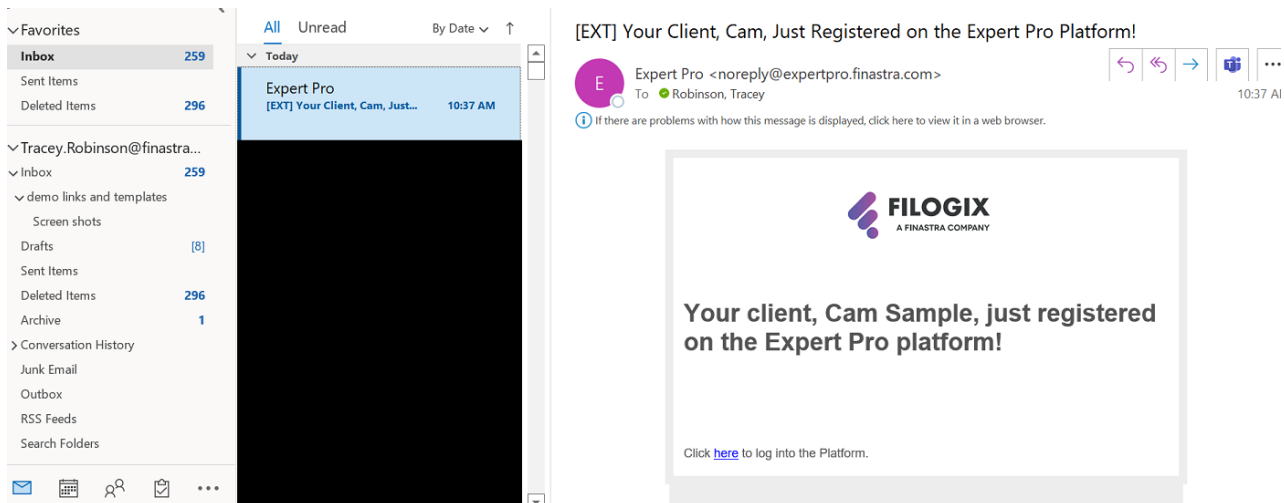 Favorites
Inbox 259
Sent Items
Deleted Items 296
Tracey.Robinson@finastra...
Inbox 259
demo links and templates
Screen shots
Drafts [8]
Sent Items
Deleted Items 296
Archive 1
Conversation History
Junk Email
Outbox
RSS Feeds
Search Folders
All Unread By Date
Today
Expert Pro
[EXT] Your Client, Cam, Just... 10:37 AM
[EXT] Your Client, Cam, Just Registered on the Expert Pro Platform!
E
Expert Pro <noreply@expertpro.finastra.com>
To Robinson, Tracey
10:37 AM
If there are problems with how this message is displayed, click here to view it in a web browser.
FILOGIX
A FINASTRA COMPANY
Your client, Cam Sample, just registered
on the Expert Pro platform!
Click here to log into the Platform.